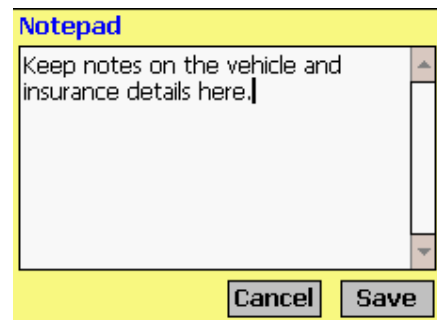 Notepad
Keep notes on the vehicle and
insurance details here.
Cancel Save